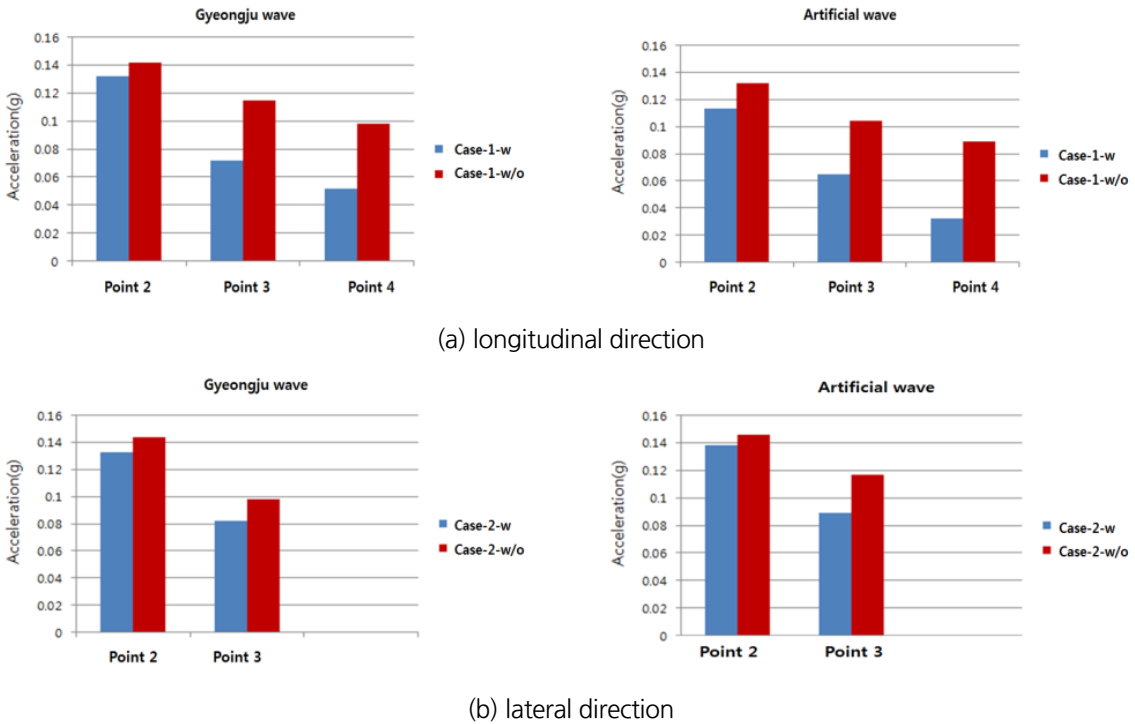 Gyeongju wave
0.16
0.14
0.12
0.1
0.08
0.06
0.04
0.02
0
Acceleration(g)
Point 2 Point 3 Point 4
Case-1-w
Case-1-w/o
Artificial wave
0.16
0.14
0.12
0.1
0.08
0.06
0.04
0.02
0
Acceleration(g)
Point 2 Point 3 Point 4
Case-1-w
Case-1-w/o
(a) longitudinal direction
Gyeongju wave
0.16
0.14
0.12
0.1
0.08
0.06
0.04
0.02
0
Acceleration(g)
Point 2 Point 3
Case-2-w
Case-2-w/o
Artificial wave
0.16
0.14
0.12
0.1
0.08
0.06
0.04
0.02
0
Acceleration(g)
Point 2 Point 3
Case-2-w
Case-2-w/o
(b) lateral direction